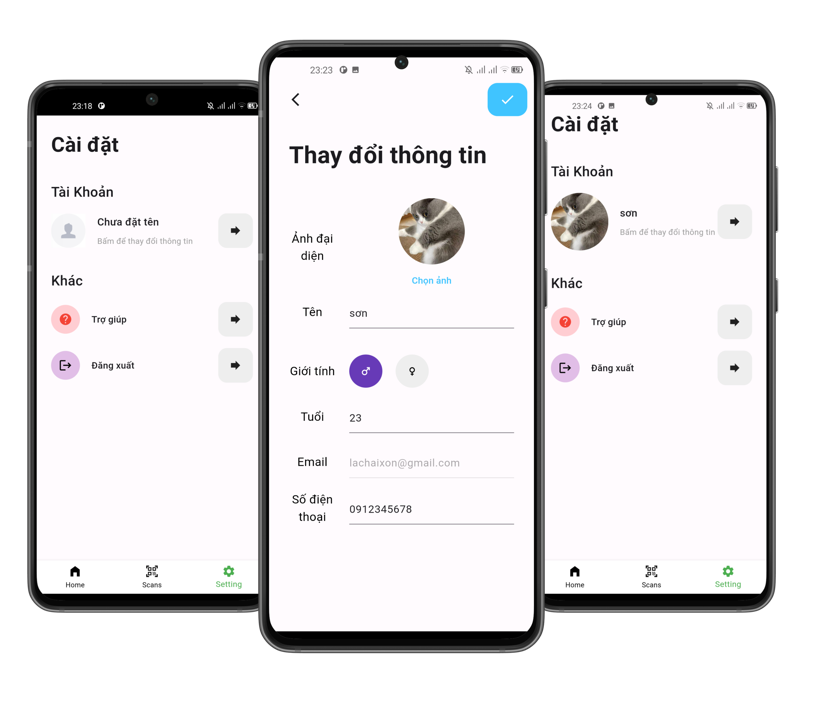 23:18
Cài đặt
Tài Khoản
Chưa đặt tên
Bấm để thay đổi thông tin
Khác
Trợ giúp
Đăng xuất
Home
Scans
Setting
23:23
Thay đổi thông tin
Ảnh đại
diện
Chọn ảnh
Tên
sơn
Giới tính
Tuổi
23
Email
lachaixon@gmail.com
Số điện
thoại
0912345678
23:24
Cài đặt
Tài Khoản
sơn
Bấm để thay đổi thông tin
Khác
Trợ giúp
Đăng xuất
Home
Scans
Setting